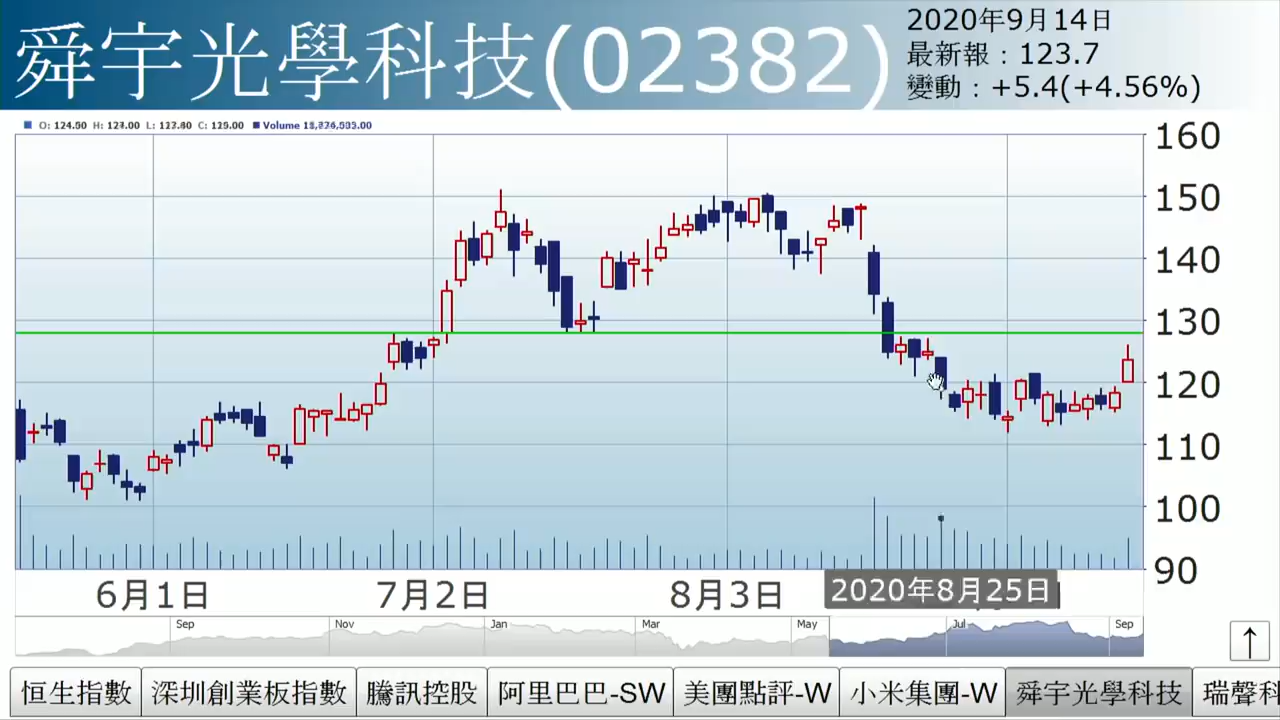 舜宇光學科技(02382)
2020年9月14日
最新報：123.7
變動：+5.4(+4.56%)
160
150
140
130
120
110
100
90
6月1日
7月2日
8月3日
2020年8月25日
Sep
Nov
Jan
Mar
May
Jul
Sep
↑
恒生指數
深圳創業板指數
騰訊控股
阿里巴巴-SW
美團點評-W
小米集團-W
舜宇光學科技
瑞聲科